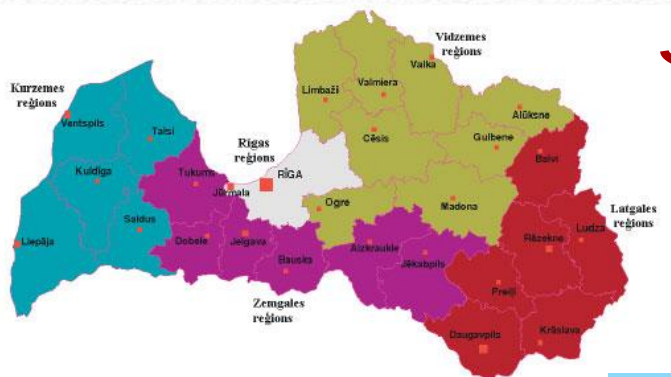 Vidzemes
reģions
Kurzemes
reģions
Ventspils
Talsi
Kuldīga
Saldus
Liepāja
Rīgas
reģions
RĪGA
Jūrmala
Tukums
Dobele
Jelgava
Bauska
Zemgales
reģions
Limbaži
Valmiera
Valka
Cēsis
Alūksne
Gulbene
Ogre
Madona
Aizkraukle
Jēkabpils
Balvi
Latgales
reģions
Ludza
Rēzekne
Preiļi
Daugavpils
Krāslava